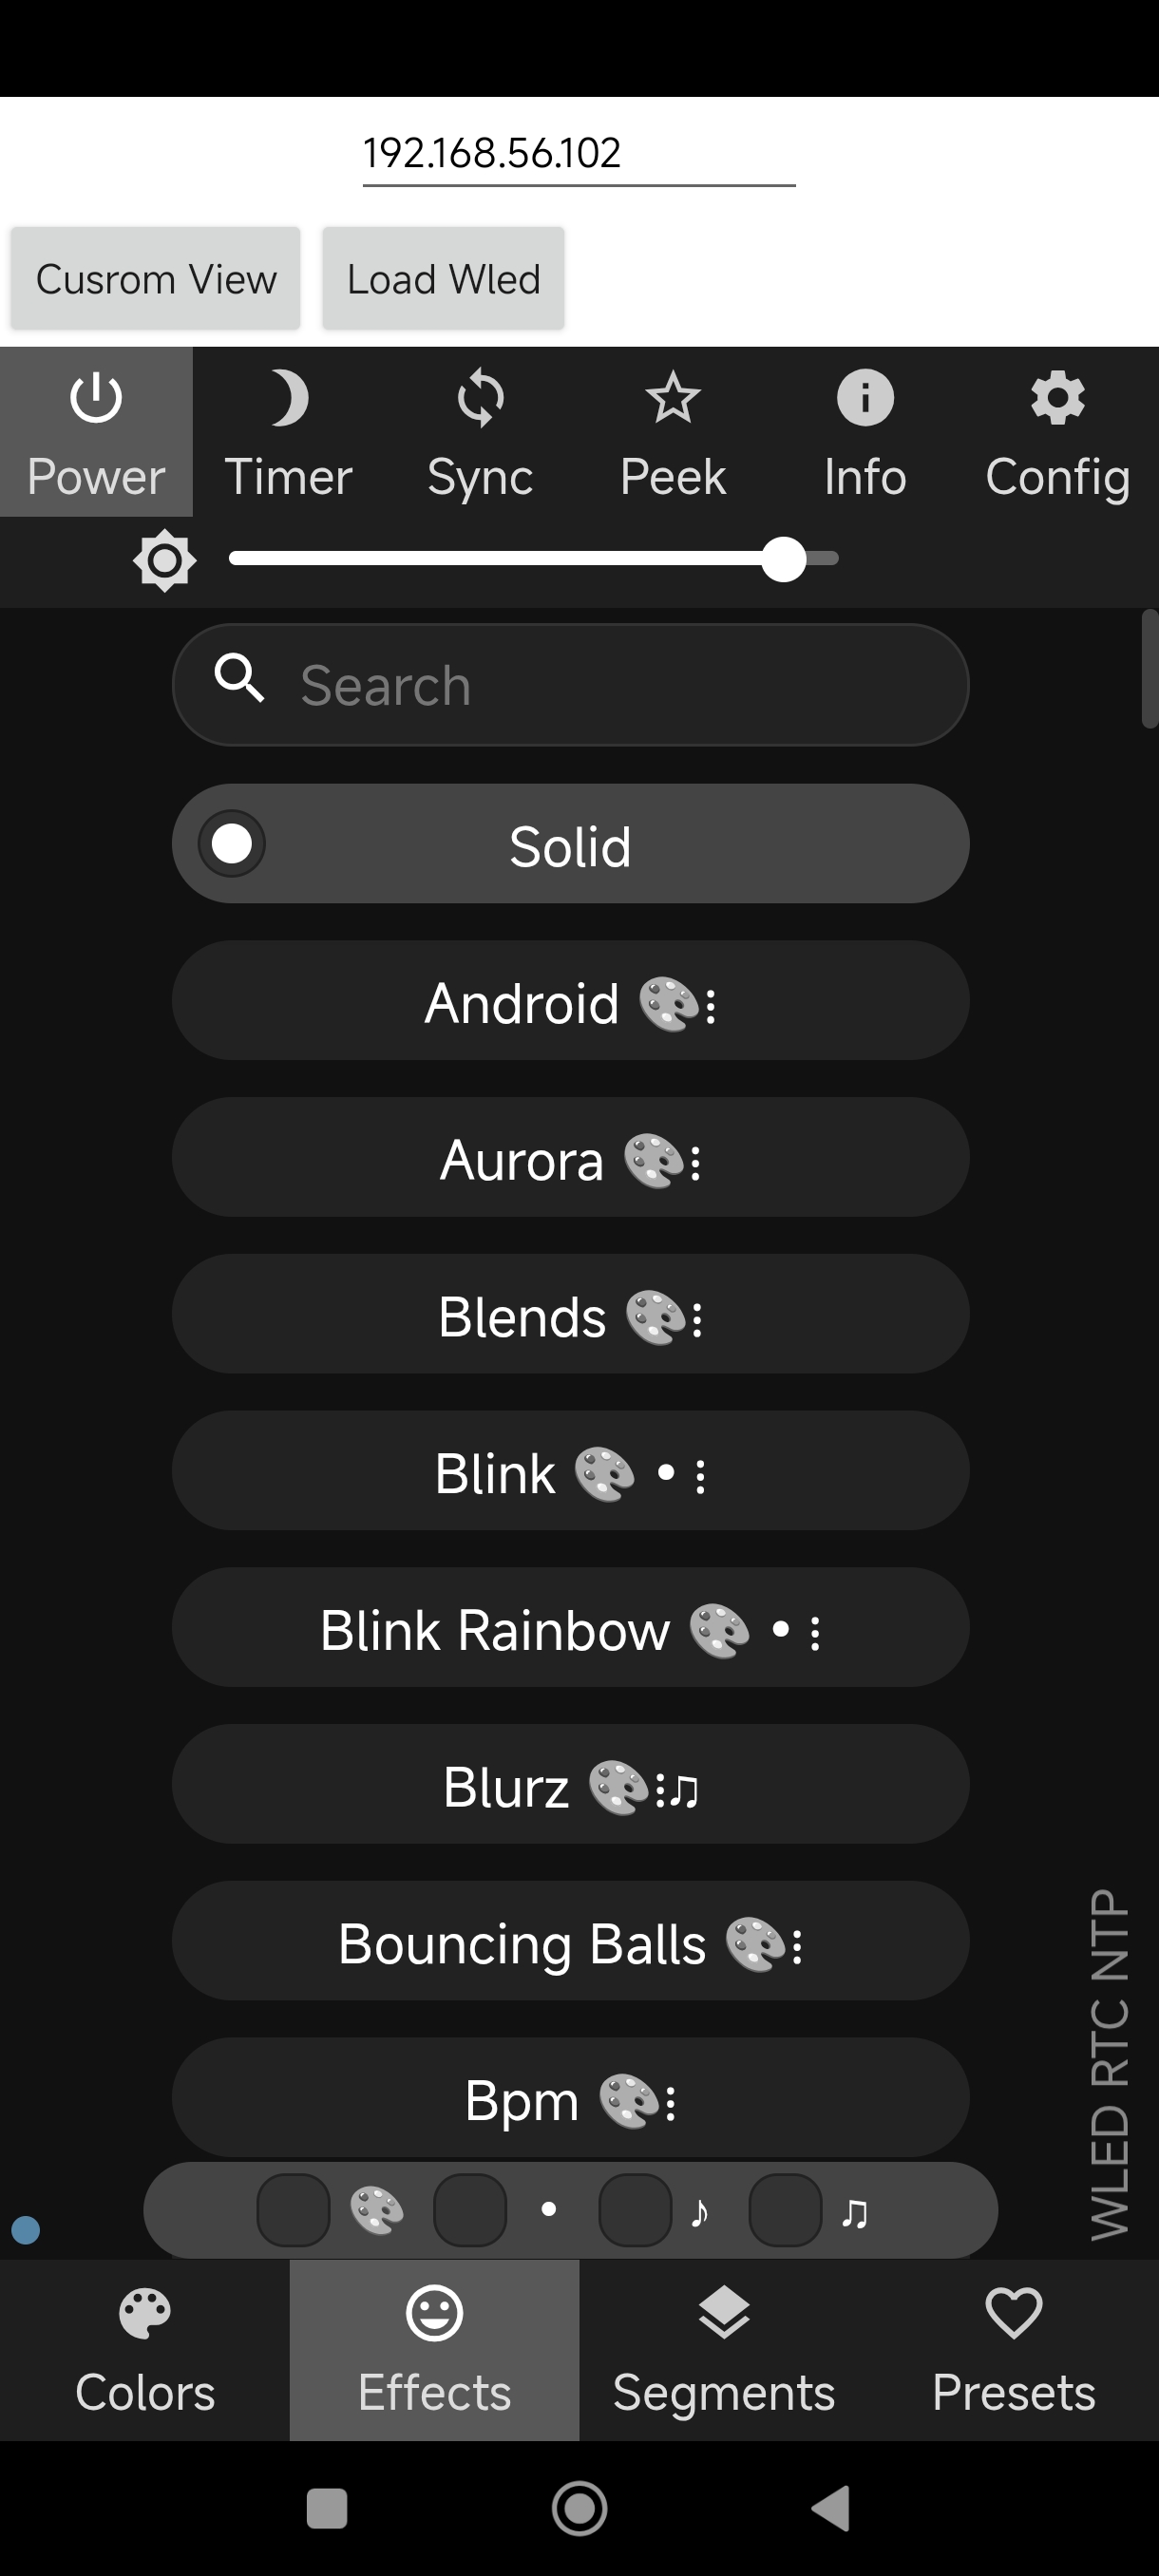 192.168.56.102
Cusrom View Load Wled
Power Timer Sync Peek Info Config
Search
Solid
Android 🎨⋮
Aurora 🎨⋮
Blends 🎨⋮
Blink 🎨 • ⋮
Blink Rainbow 🎨 • ⋮
Blurz 🎨⋮♫
Bouncing Balls 🎨⋮
Bpm 🎨⋮
🎨 • ♪ ♫
WLED RTC NTP
Colors Effects Segments Presets